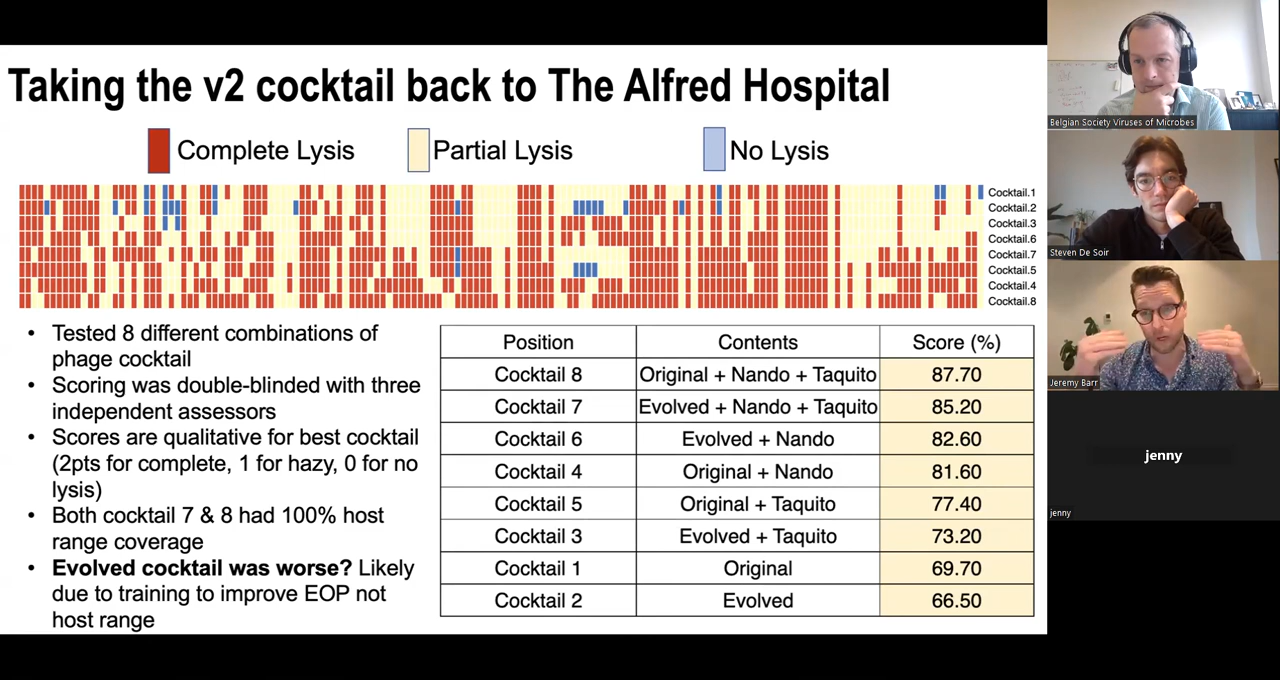 Taking the v2 cocktail back to The Alfred Hospital
Complete Lysis
Partial Lysis
No Lysis
Cocktail.1
Cocktail.2
Cocktail.3
Cocktail.6
Cocktail.7
Cocktail.5
Cocktail.4
Cocktail.8
• Tested 8 different combinations of
phage cocktail
• Scoring was double-blinded with three
independent assessors
• Scores are qualitative for best cocktail
(2pts for complete, 1 for hazy, 0 for no
lysis)
• Both cocktail 7 & 8 had 100% host
range coverage
• Evolved cocktail was worse? Likely
due to training to improve EOP not
host range
Position Contents Score (%)
Cocktail 8 Original + Nando + Taquito 87.70
Cocktail 7 Evolved + Nando + Taquito 85.20
Cocktail 6 Evolved + Nando 82.60
Cocktail 4 Original + Nando 81.60
Cocktail 5 Original + Taquito 77.40
Cocktail 3 Evolved + Taquito 73.20
Cocktail 1 Original 69.70
Cocktail 2 Evolved 66.50
Belgian Society Viruses of Microbes
Steven De Soir
Jeremy Barr
jenny
jenny